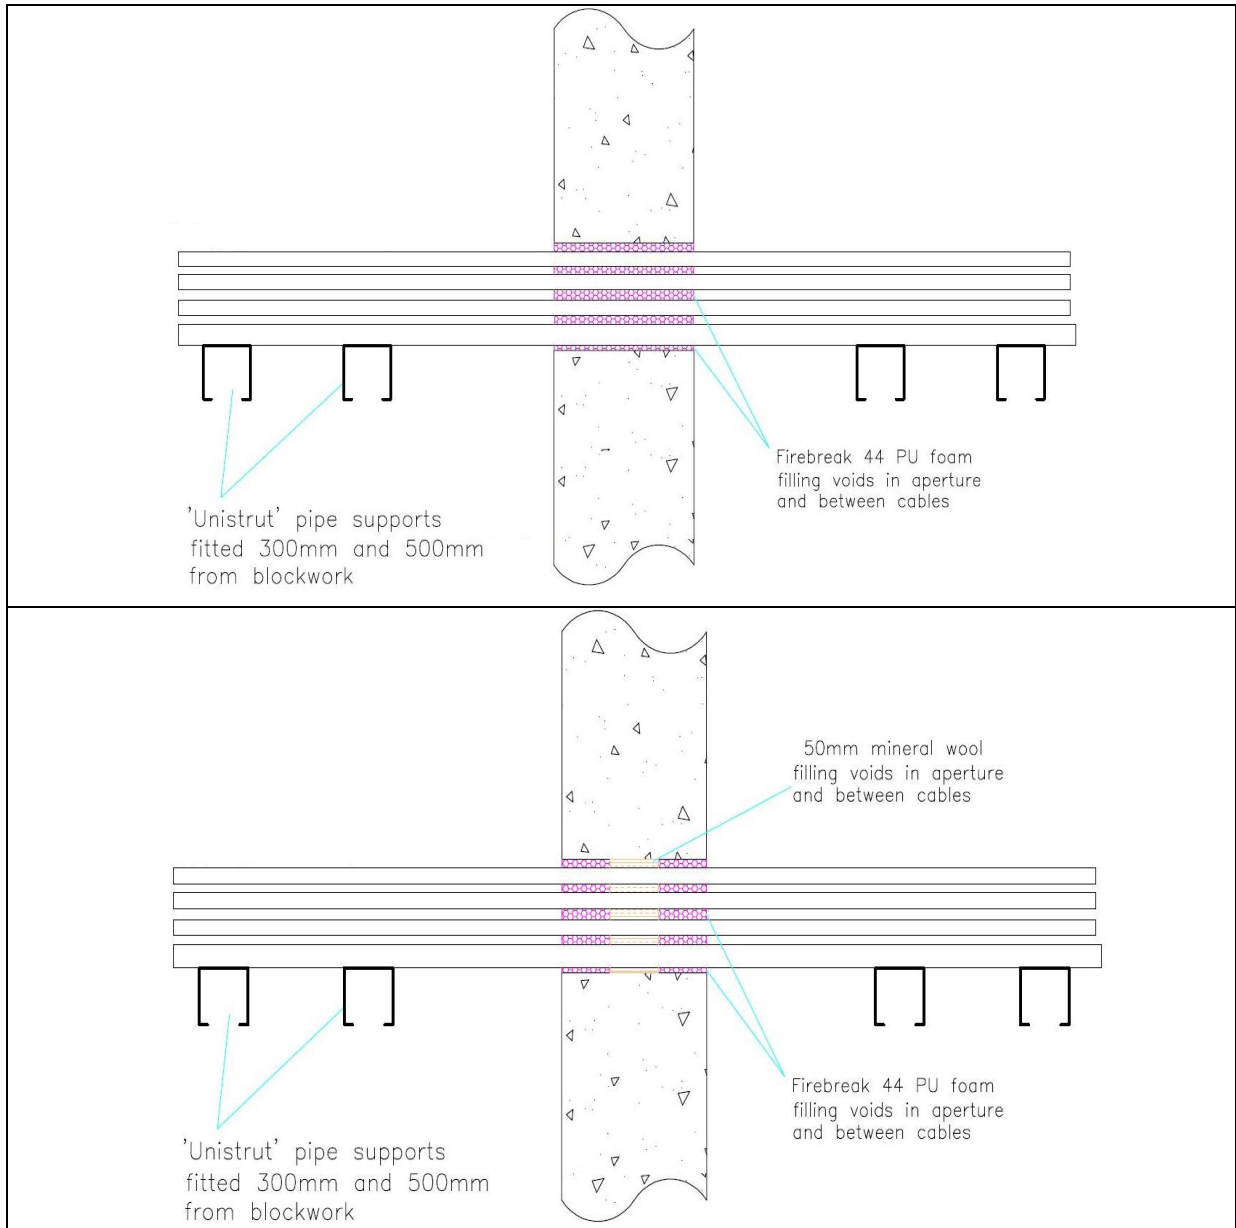 Firebreak 44 PU foam
filling voids in aperture
and between cables
'Unistrut' pipe supports
fitted 300mm and 500mm
from blockwork
50mm mineral wool
filling voids in aperture
and between cables
Firebreak 44 PU foam
filling voids in aperture
and between cables
'Unistrut' pipe supports
fitted 300mm and 500mm
from blockwork